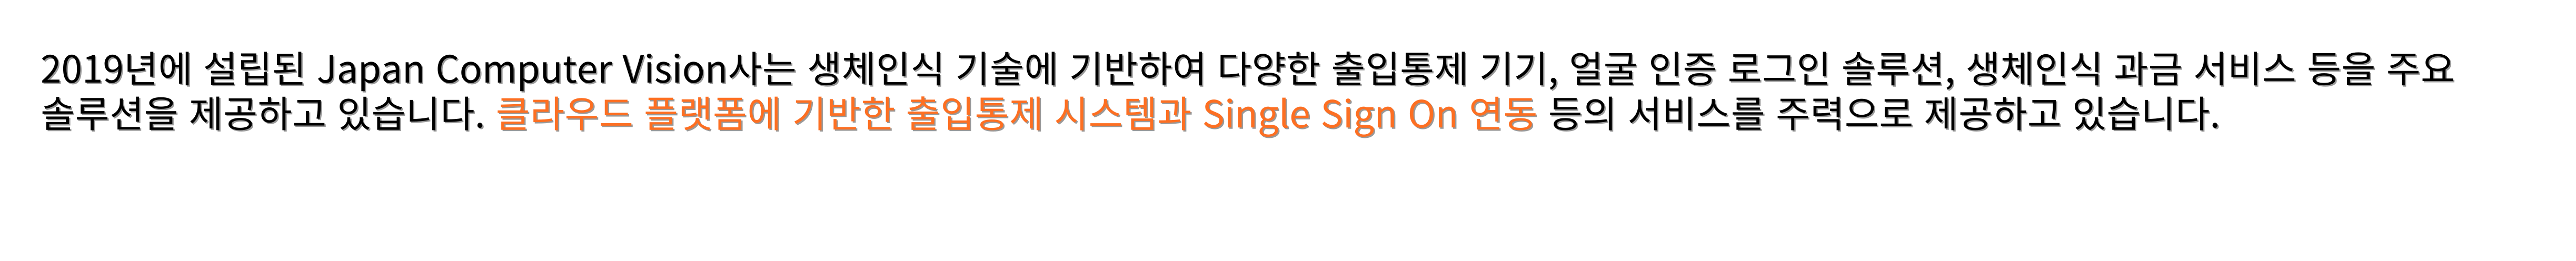 2019년에 설립된 Japan Computer Vision사는 생체인식 기술에 기반하여 다양한 출입통제 기기, 얼굴 인증 로그인 솔루션, 생체인식 과금 서비스 등을 주요
솔루션을 제공하고 있습니다. 클라우드 플랫폼에 기반한 출입통제 시스템과 Single Sign On 연동 등의 서비스를 주력으로 제공하고 있습니다.